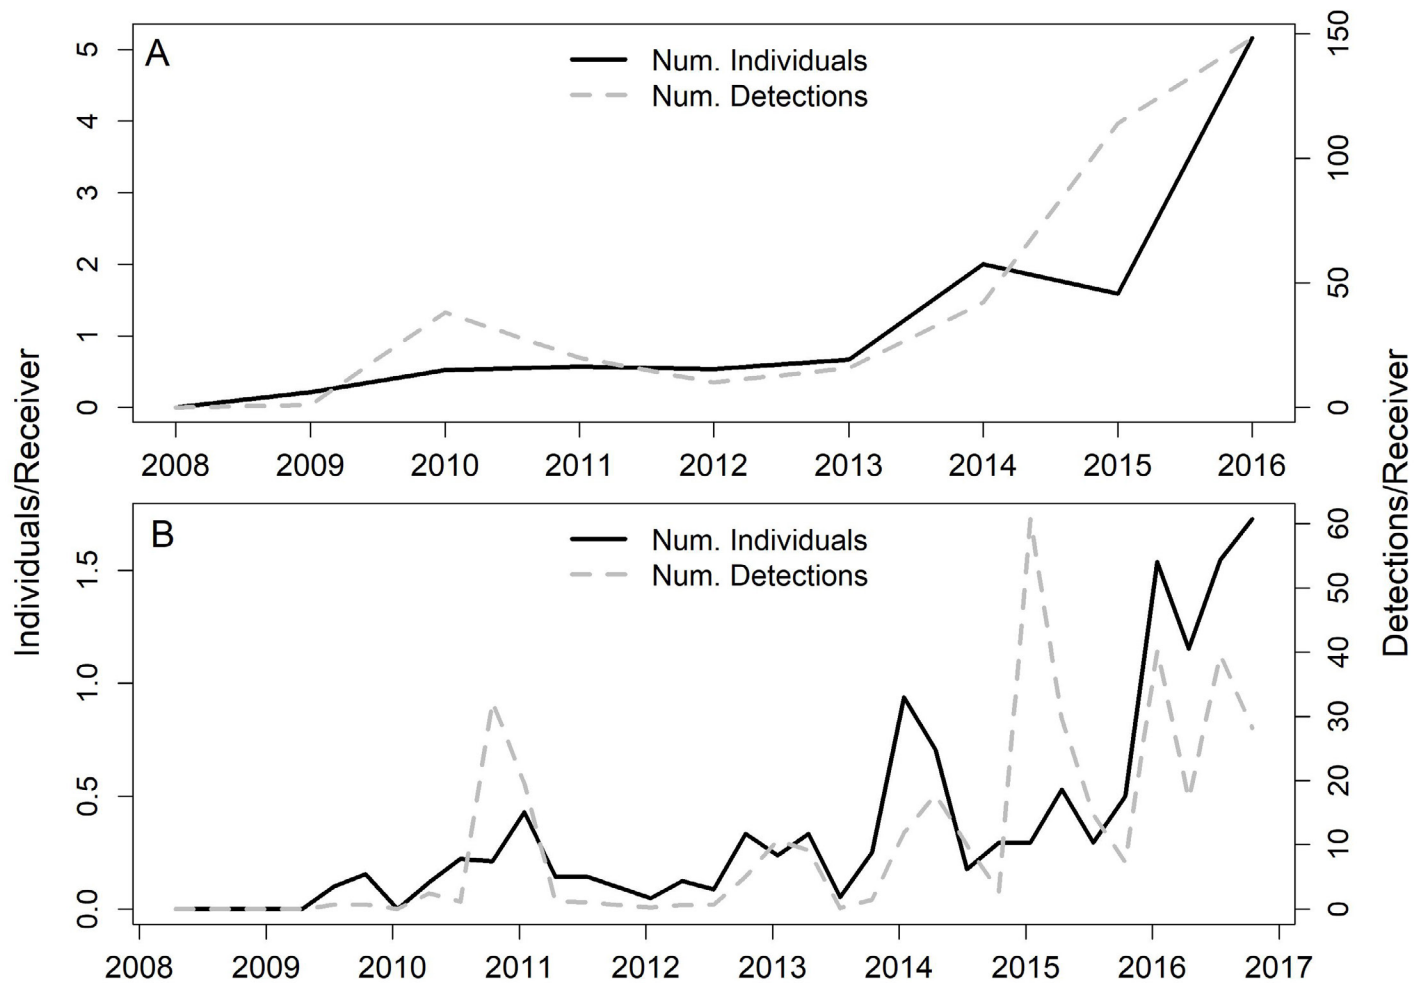 A
Num. Individuals
Num. Detections
5
4
3
2
1
0
150
100
50
0
2008 2009 2010 2011 2012 2013 2014 2015 2016
Individuals/Receiver
Detections/Receiver
B
Num. Individuals
Num. Detections
1.5
1.0
0.5
0.0
60
50
40
30
20
10
0
2008 2009 2010 2011 2012 2013 2014 2015 2016 2017